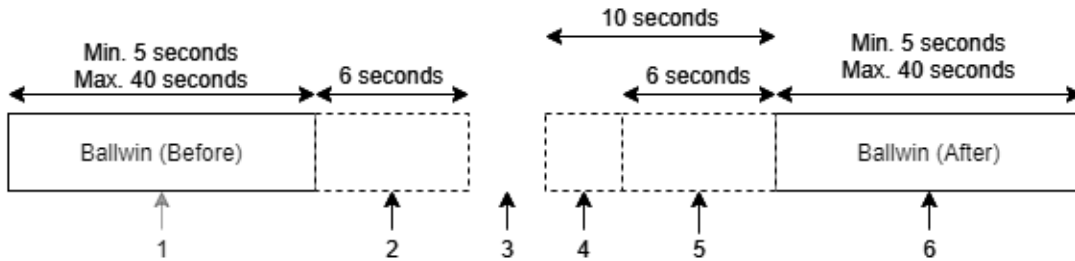 10 seconds
Min. 5 seconds
Max. 40 seconds
6 seconds
6 seconds
Min. 5 seconds
Max. 40 seconds
Ballwin (Before)
Ballwin (After)
1
2
3
4
5
6